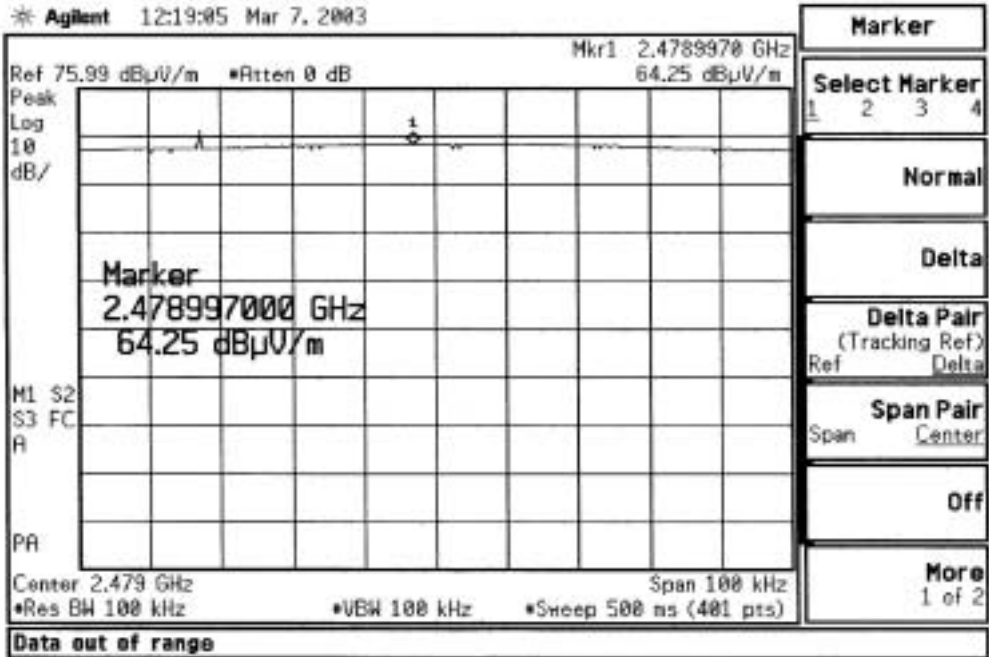 Agilent 12:19:05 Mar 7, 2003
Mkr1 2.4789970 GHz
Ref 75.99 dBµV/m #Atten 0 dB 64.25 dBµV/m
Peak
Log
10
dB/
1
Marker
2.478997000 GHz
64.25 dBµV/m
M1 S2
S3 FC
A
PA
Center 2.479 GHz Span 100 kHz
#Res BW 100 kHz #VBW 100 kHz #Sweep 500 ms (401 pts)
Data out of range
Marker
Select Marker
1 2 3 4
Normal
Delta
Delta Pair
(Tracking Ref)
Ref Delta
Span Pair
Span Center
Off
More
1 of 2